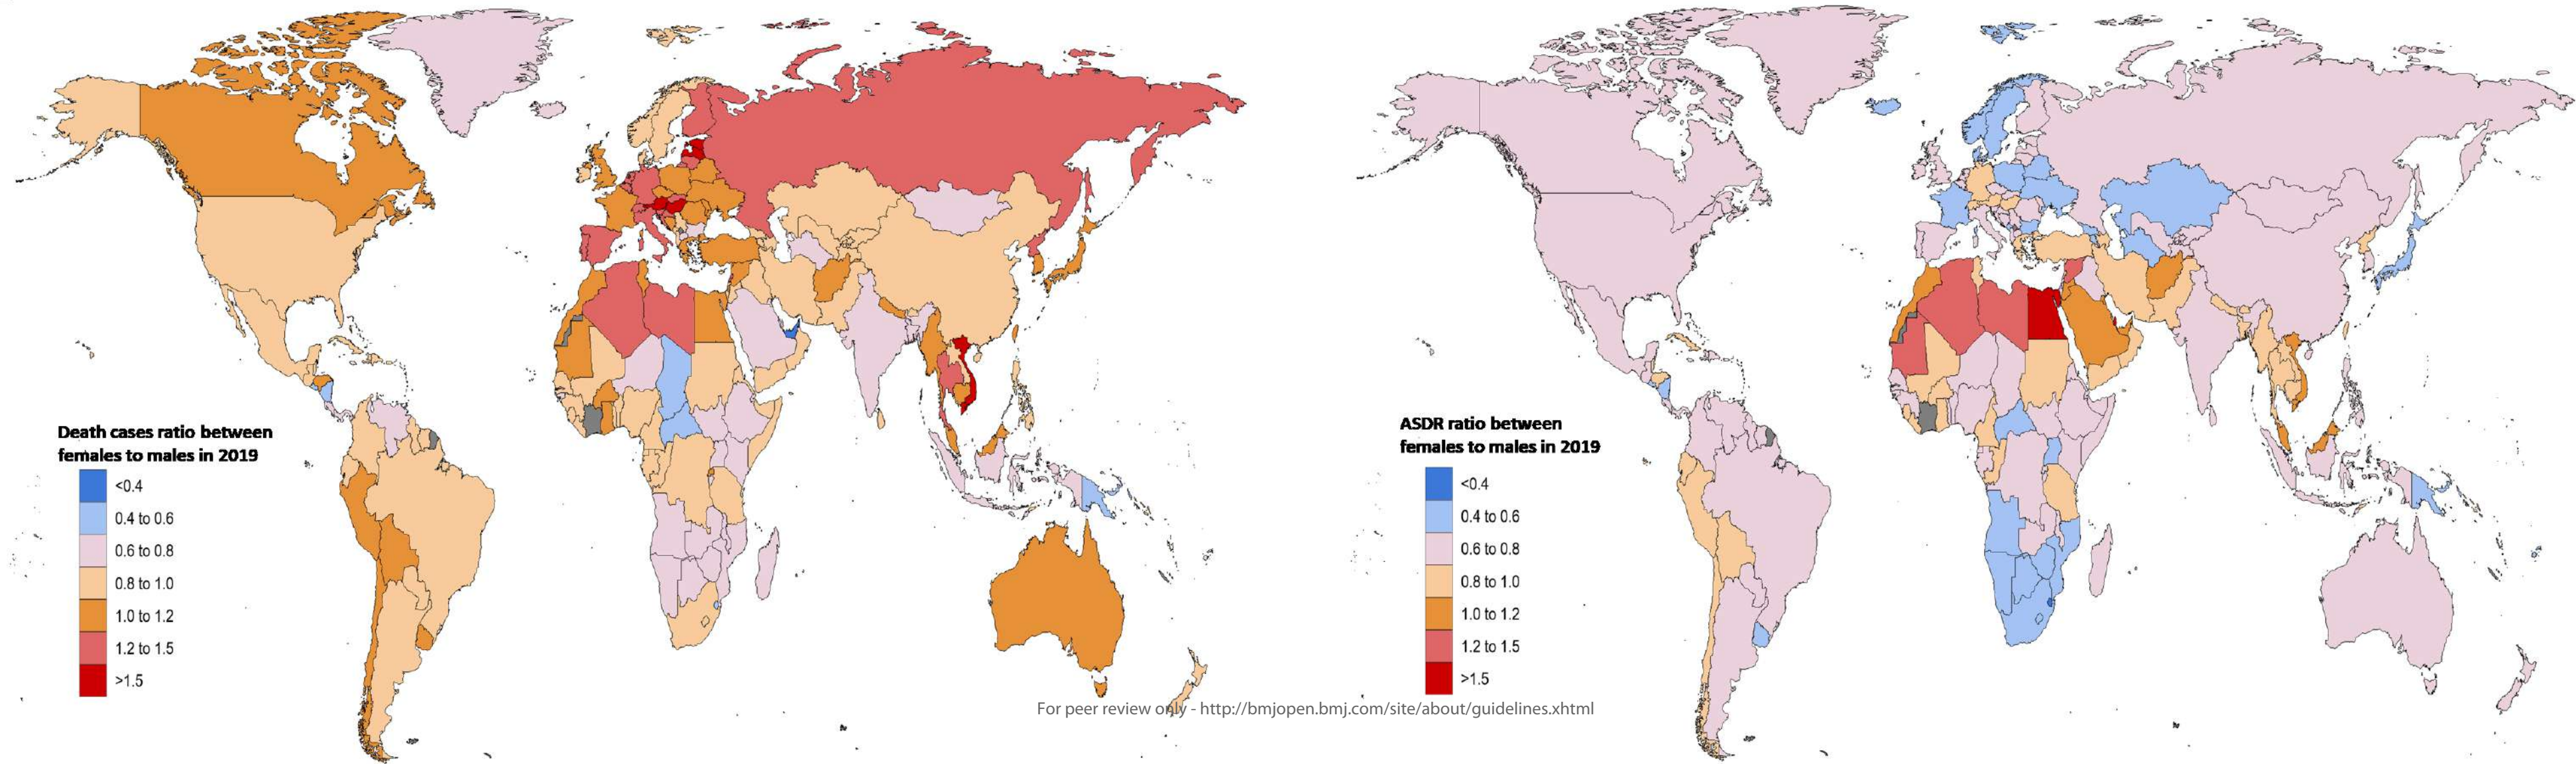 Death cases ratio between
females to males in 2019
<0.4
0.4 to 0.6
0.6 to 0.8
0.8 to 1.0
1.0 to 1.2
1.2 to 1.5
>1.5
ASDR ratio between
females to males in 2019
<0.4
0.4 to 0.6
0.6 to 0.8
0.8 to 1.0
1.0 to 1.2
1.2 to 1.5
>1.5
For peer review only - http://bmjopen.bmj.com/site/about/guidelines.xhtml